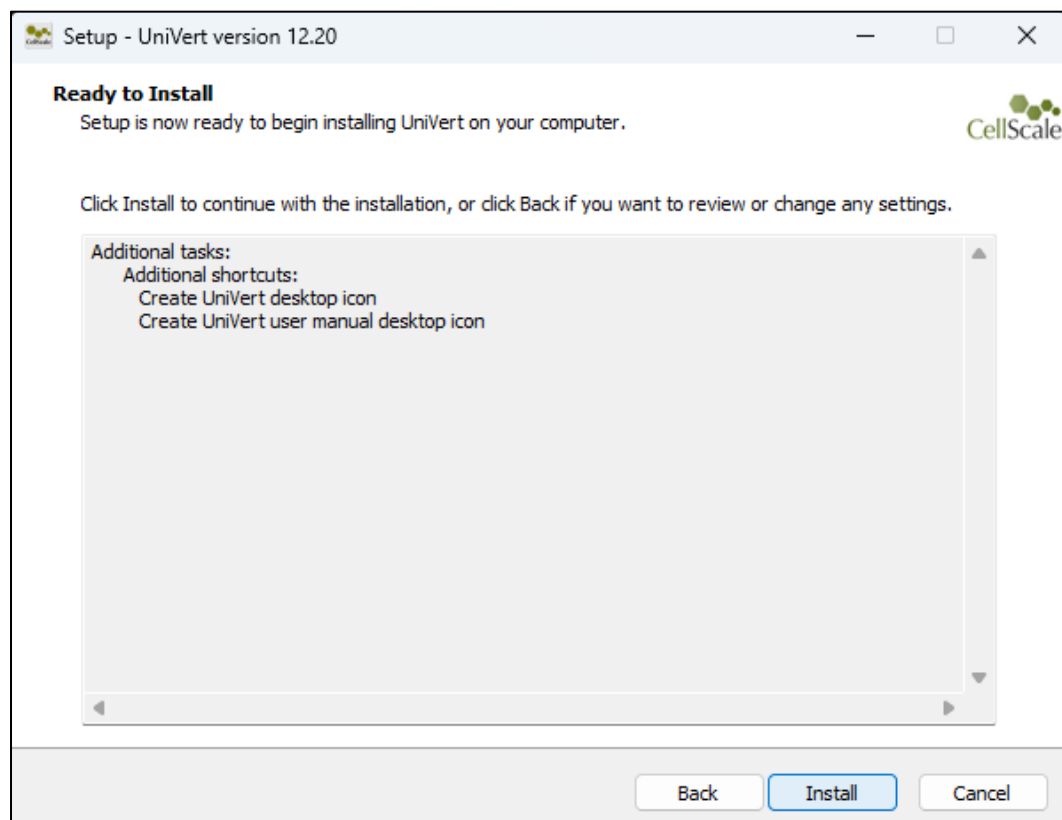 Setup - UniVert version 12.20
Ready to Install
Setup is now ready to begin installing UniVert on your computer.
CellScale
Click Install to continue with the installation, or click Back if you want to review or change any settings.
Additional tasks:
Additional shortcuts:
Create UniVert desktop icon
Create UniVert user manual desktop icon
Back
Install
Cancel